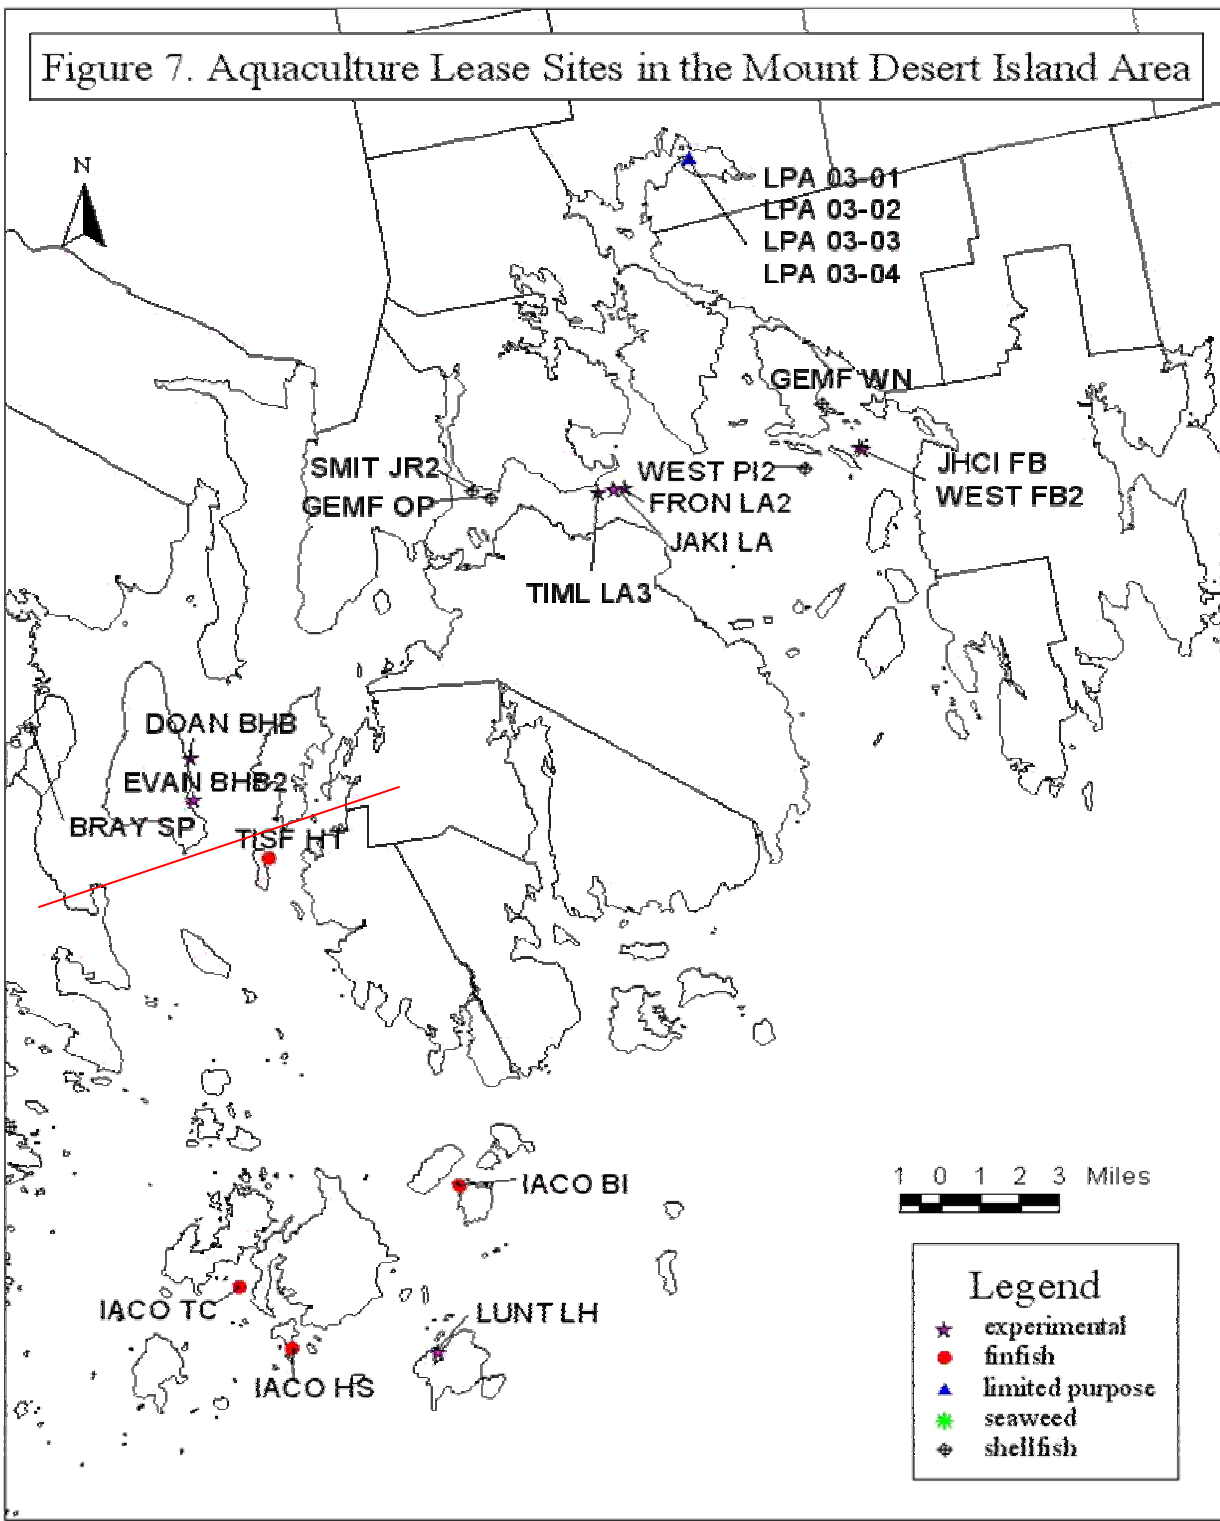 Figure 7. Aquaculture Lease Sites in the Mount Desert Island Area
N
LPA 03-01
LPA 03-02
LPA 03-03
LPA 03-04
GEMF WN
SMIT JR2
WEST PI2
JHCI FB
GEMF OP
FRON LA2
WEST FB2
JAKI LA
TIML LA3
DOAN BHB
EVAN BHB2
BRAY SP
TISF HT
IACO BI
1 0 1 2 3 Miles
IACO TC
LUNT LH
IACO HS
Legend
experimental
finfish
limited purpose
seaweed
shellfish